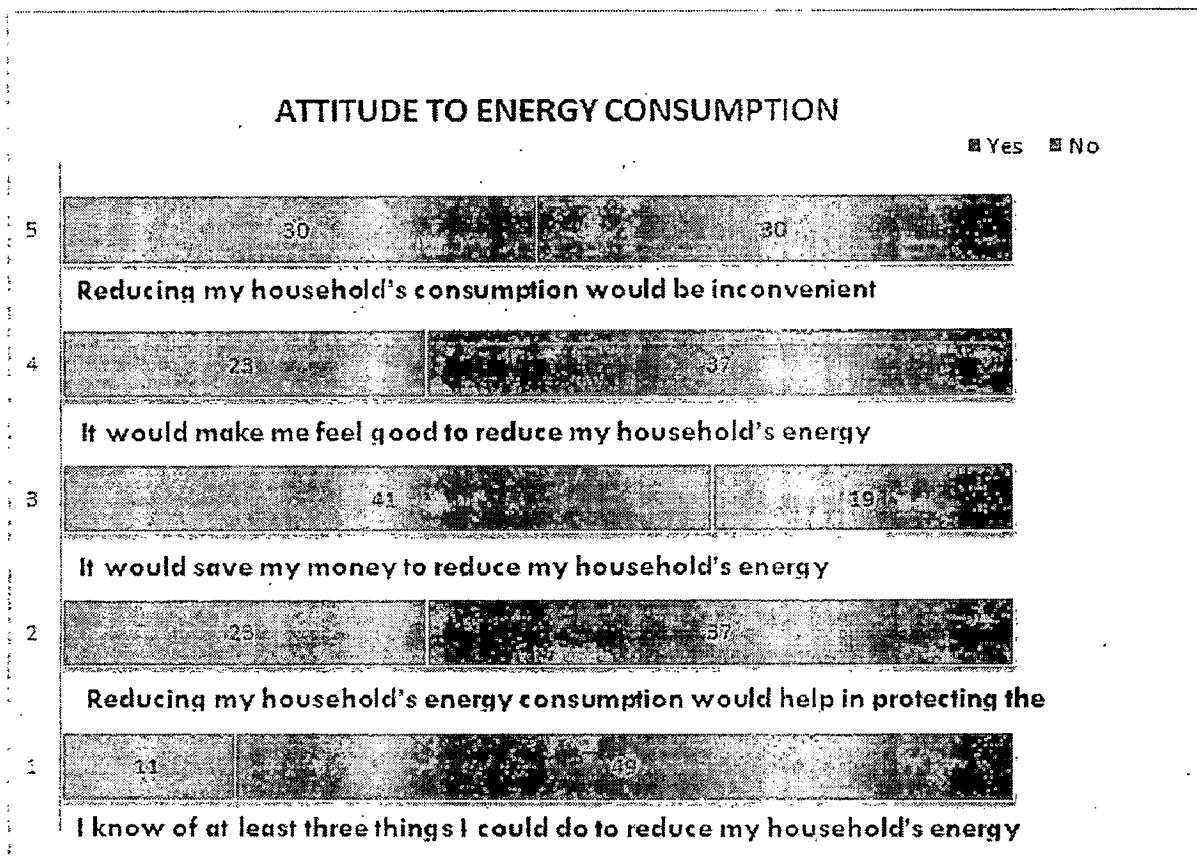 ATTITUDE TO ENERGY CONSUMPTION
Yes No
5 30 30
Reducing my household's consumption would be inconvenient
4 23 37
It would make me feel good to reduce my household's energy
3 41 19
It would save my money to reduce my household's energy
2 23 37
Reducing my household's energy consumption would help in protecting the
1 11 49
I know of at least three things I could do to reduce my household's energy